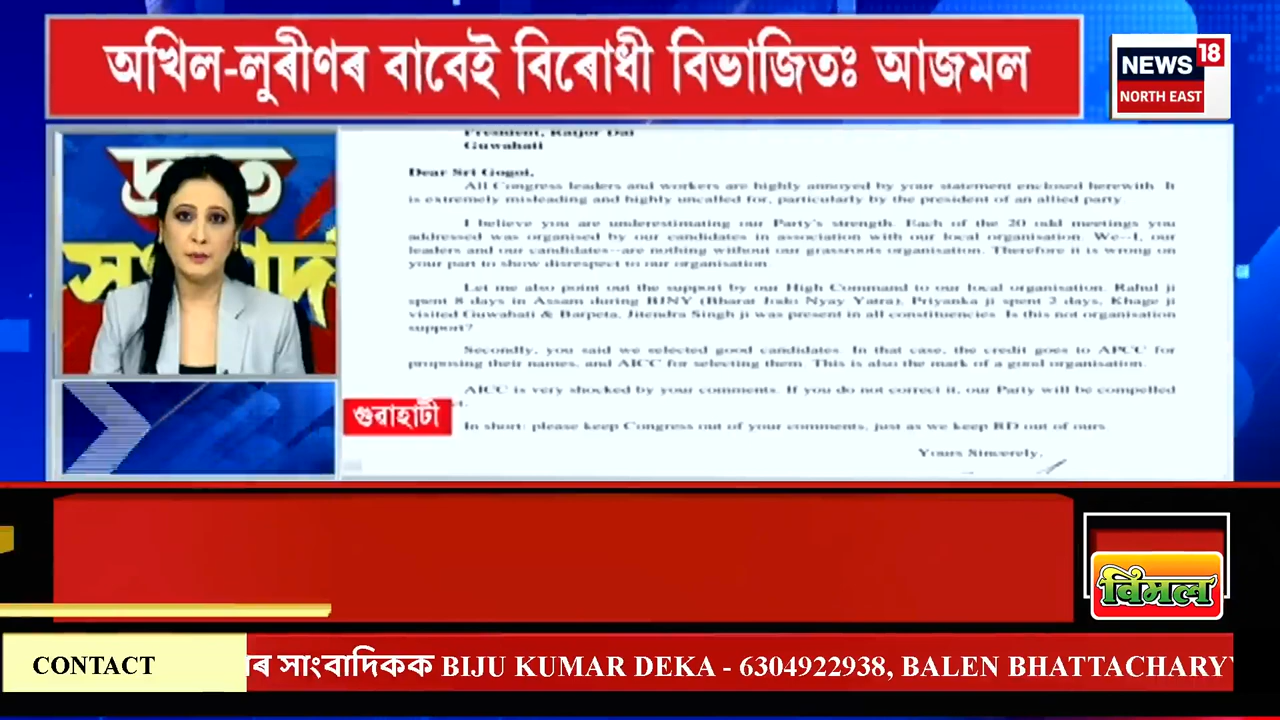 অখিল-লুৰীণৰ বাবেই বিৰোধী বিভাজিতঃ আজমল
NEWS 18
NORTH EAST
দ্ৰুত
সংবাদ
President, Raijor Dal
Guwahati
Dear Sri Gogoi,
All Congress leaders and workers are highly annoyed by your statement enclosed herewith. It
is extremely misleading and highly uncalled for, particularly by the president of an allied party
I believe you are underestimating our Party's strength. Each of the 20 odd meetings you
addressed was organised by our candidates in association with our local organisation. We--I, our
leaders and our candidates--are nothing without our grassroots organisation. Therefore it is wrong on
your part to show disrespect to our organisation
Let me also point out the support by our High Command to our local organisation. Rahul ji
spent 8 days in Assam during BJNY (Bharat Jodo Nyay Yatra), Priyanka ji spent 2 days, Khage ji
visited Guwahati & Barpeta, Jitendra Singh ji was present in all constituencies. Is this not organisation
support?
Secondly, you said we selected good candidates. In that case, the credit goes to APCC for
proposing their names, and AICC for selecting them. This is also the mark of a good organisation.
AICC is very shocked by your comments. If you do not correct it, our Party will be compelled
In short: please keep Congress out of your comments, just as we keep RD out of ours
Yours Sincerely,
গুৱাহাটী
বিমল
CONTACT
ৰ সাংবাদিকক BIJU KUMAR DEKA - 6304922938, BALEN BHATTACHARY